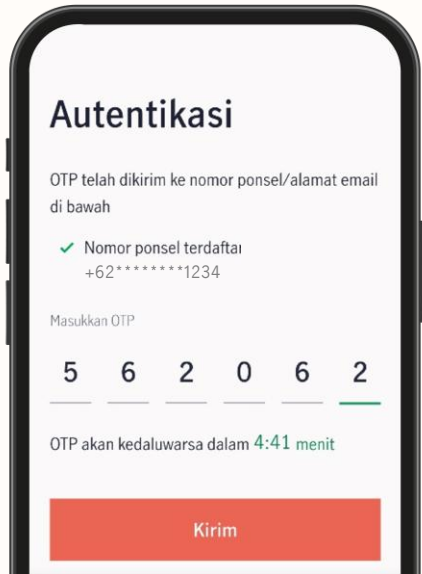 Autentikasi
OTP telah dikirim ke nomor ponsel/alamat email
di bawah
Nomor ponsel terdaftar
+62********1234
Masukkan OTP
5 6 2 0 6 2
OTP akan kedaluwarsa dalam 4:41 menit
Kirim